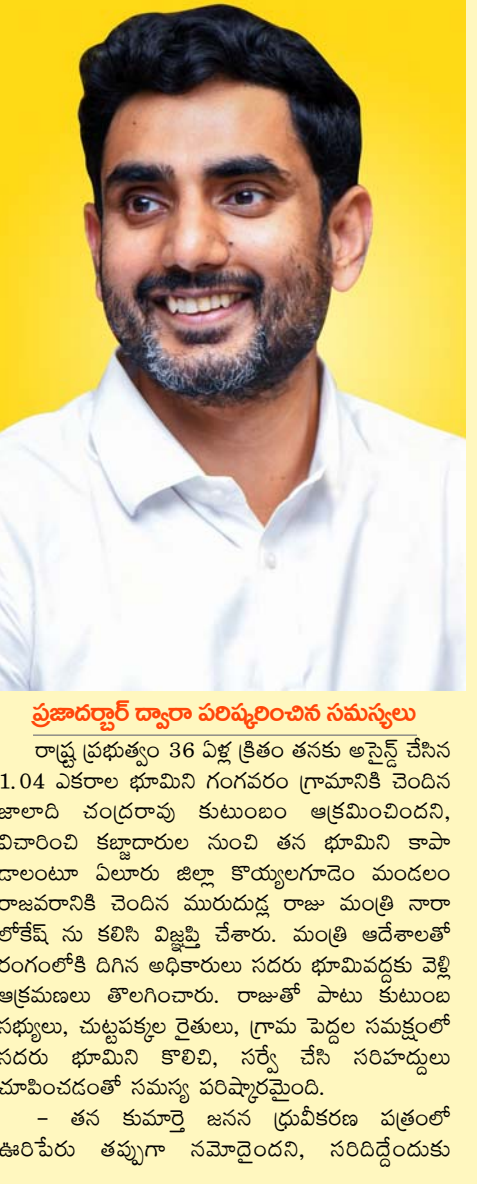 ప్రజాదర్బార్ ద్వారా పరిష్కరించిన సమస్యలు
రాష్ట్ర ప్రభుత్వం 36 ఏళ్ల క్రితం తనకు అసైన్డ్ చేసిన
1.04 ఎకరాల భూమిని గంగవరం గ్రామానికి చెందిన
జాలాది చంద్రరావు కుటుంబం ఆక్రమించిందని,
విచారించి కబ్జాదారుల నుంచి తన భూమిని కాపా
డాలంటూ ఏలూరు జిల్లా కొయ్యలగూడెం మండలం
రాజవరానికి చెందిన మురుదుడ్ల రాజు మంత్రి నారా
లోకేష్ ను కలిసి విజ్ఞప్తి చేశారు. మంత్రి ఆదేశాలతో
రంగంలోకి దిగిన అధికారులు సదరు భూమివద్దకు వెళ్లి
ఆక్రమణలు తొలగించారు. రాజుతో పాటు కుటుంబ
సభ్యులు, చుట్టపక్కల రైతులు, గ్రామ పెద్దల సమక్షంలో
సదరు భూమిని కొలిచి, సర్వే చేసి సరిహద్దులు
చూపించడంతో సమస్య పరిష్కారమైంది.
– తన కుమార్తె జనన ధ్రువీకరణ పత్రంలో
ఊరిపేరు తప్పుగా నమోదైందని, సరిదిద్దేందుకు